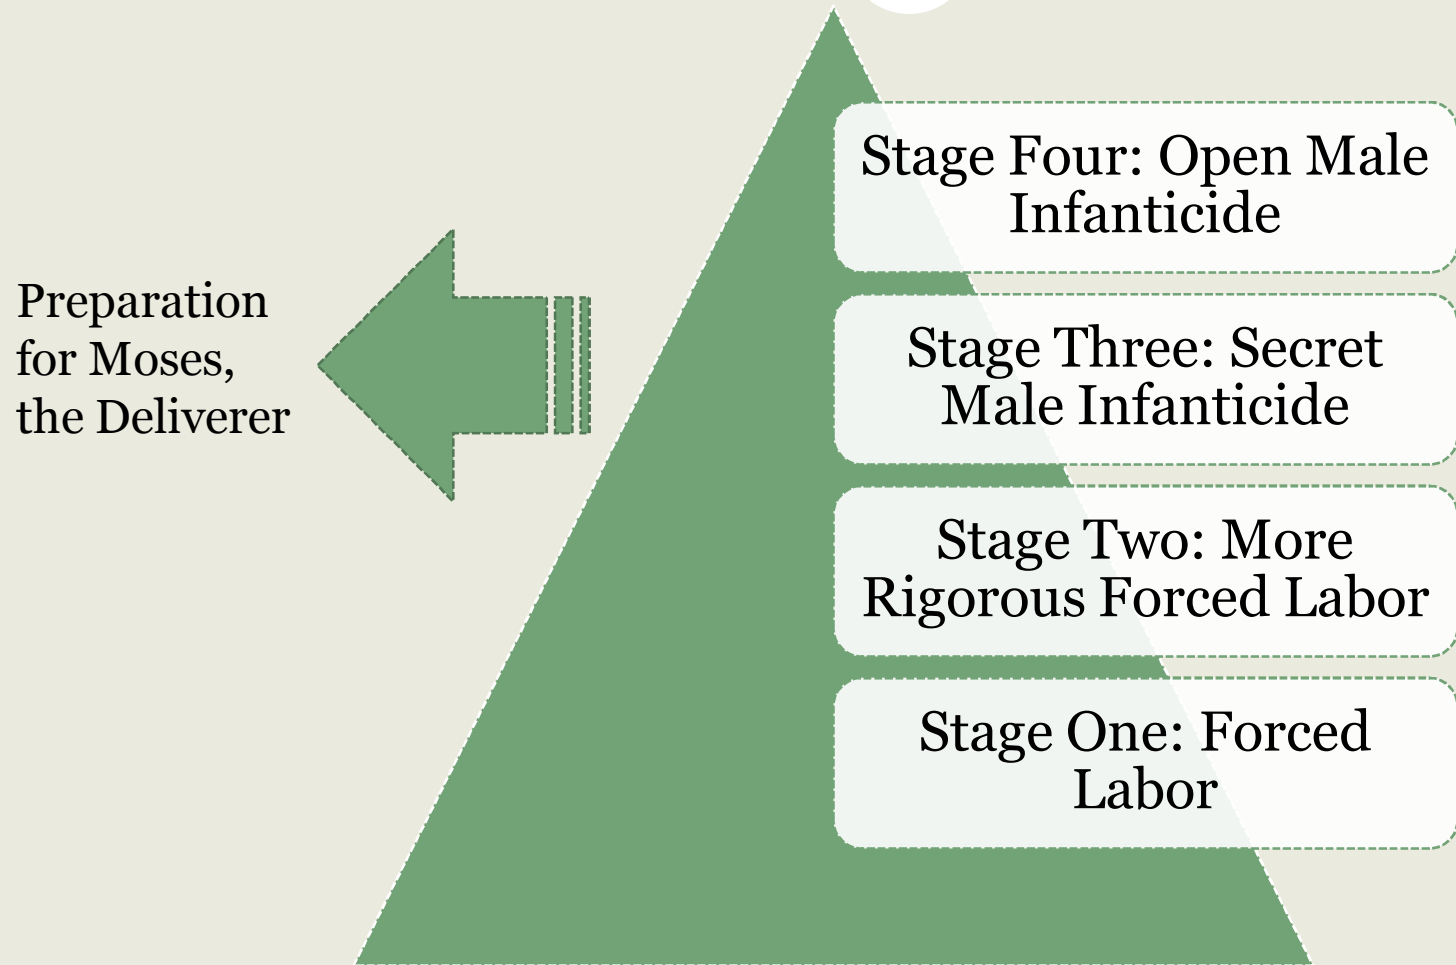 Preparation
for Moses,
the Deliverer
Stage Four: Open Male
Infanticide
Stage Three: Secret
Male Infanticide
Stage Two: More
Rigorous Forced Labor
Stage One: Forced
Labor